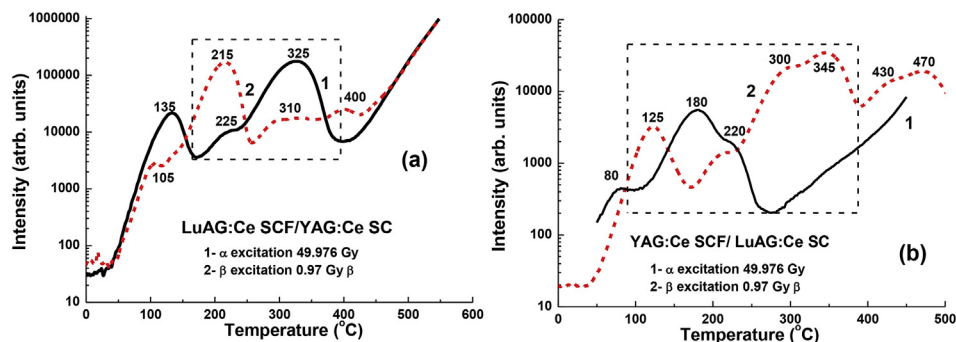 1000000
100000
10000
1000
100
10
Intensity (atrb. units)
215
325
2
1
135
225
310
400
105
(a)
LuAG:Ce SCF/YAG:Ce SC
1- α excitation 49.976 Gy
2- β excitation 0.97 Gy β
0 100 200 300 400 500 600
Temperature (°C)
(b)
100000
10000
1000
100
10
Intensity (arb. units)
300
345
430
470
2
180
125
220
80
1
YAG:Ce SCF/ LuAG:Ce SC
1- α excitation 49.976 Gy
2- β excitation 0.97 Gy β
(b)
0 100 200 300 400 500
Temperature (°C)